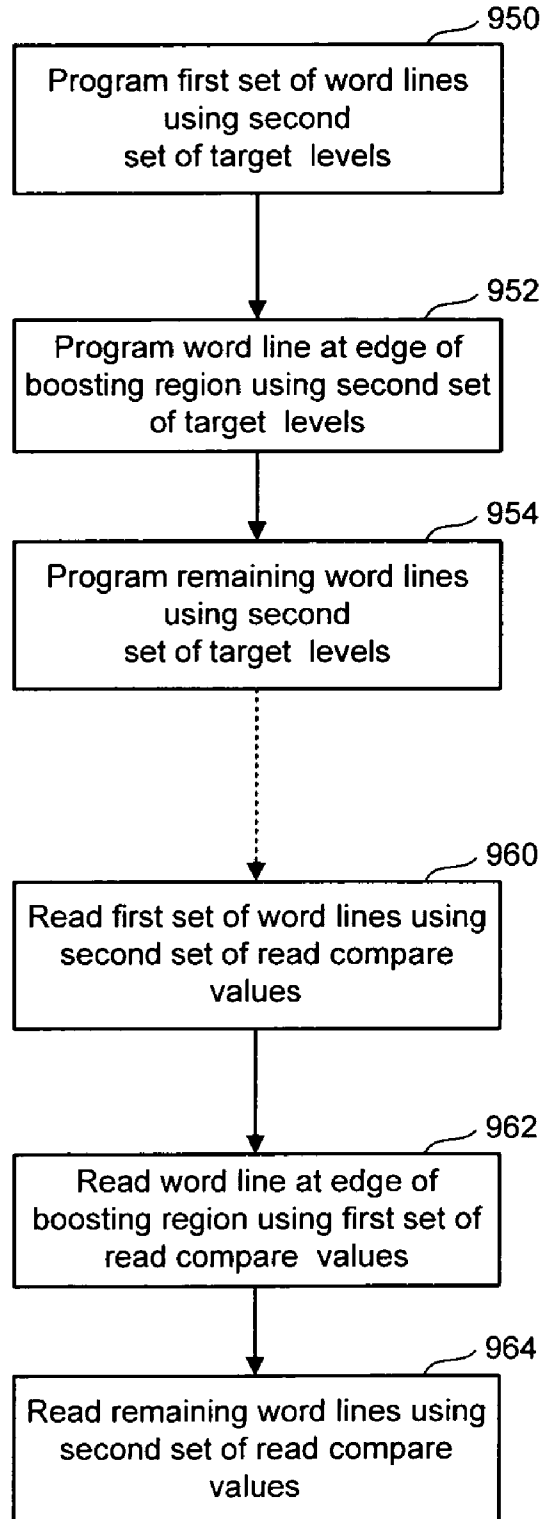 950
Program first set of word lines
using second
set of target levels
952
Program word line at edge of
boosting region using second set
of target levels
954
Program remaining word lines
using second
set of target levels
960
Read first set of word lines using
second set of read compare
values
962
Read word line at edge of
boosting region using first set of
read compare values
964
Read remaining word lines using
second set of read compare
values